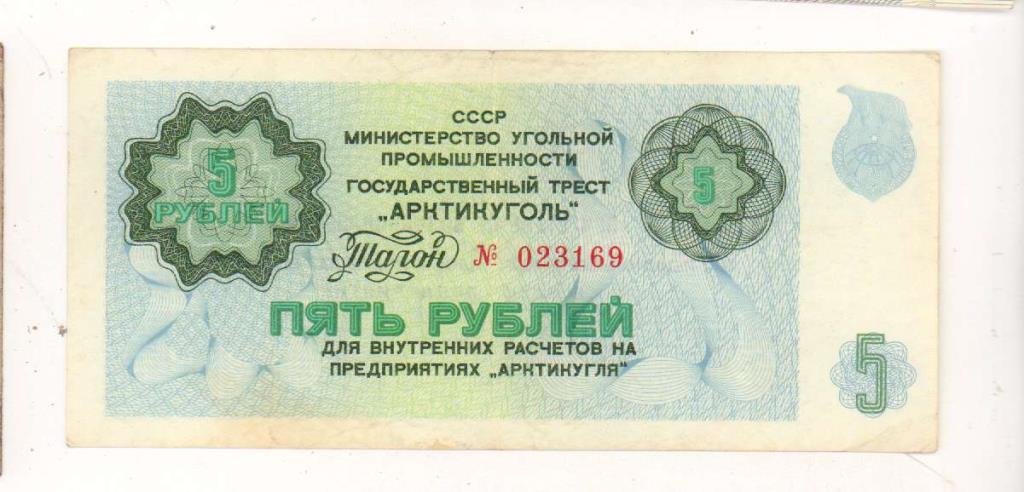 СССР
МИНИСТЕРСТВО УГОЛЬНОЙ
ПРОМЫШЛЕННОСТИ
ГОСУДАРСТВЕННЫЙ ТРЕСТ
„АРКТИКУГОЛЬ"
5
РУБЛЕЙ
5
Талон № 023169
ПЯТЬ РУБЛЕЙ
ДЛЯ ВНУТРЕННИХ РАСЧЕТОВ НА
ПРЕДПРИЯТИЯХ „АРКТИКУГЛЯ"
5